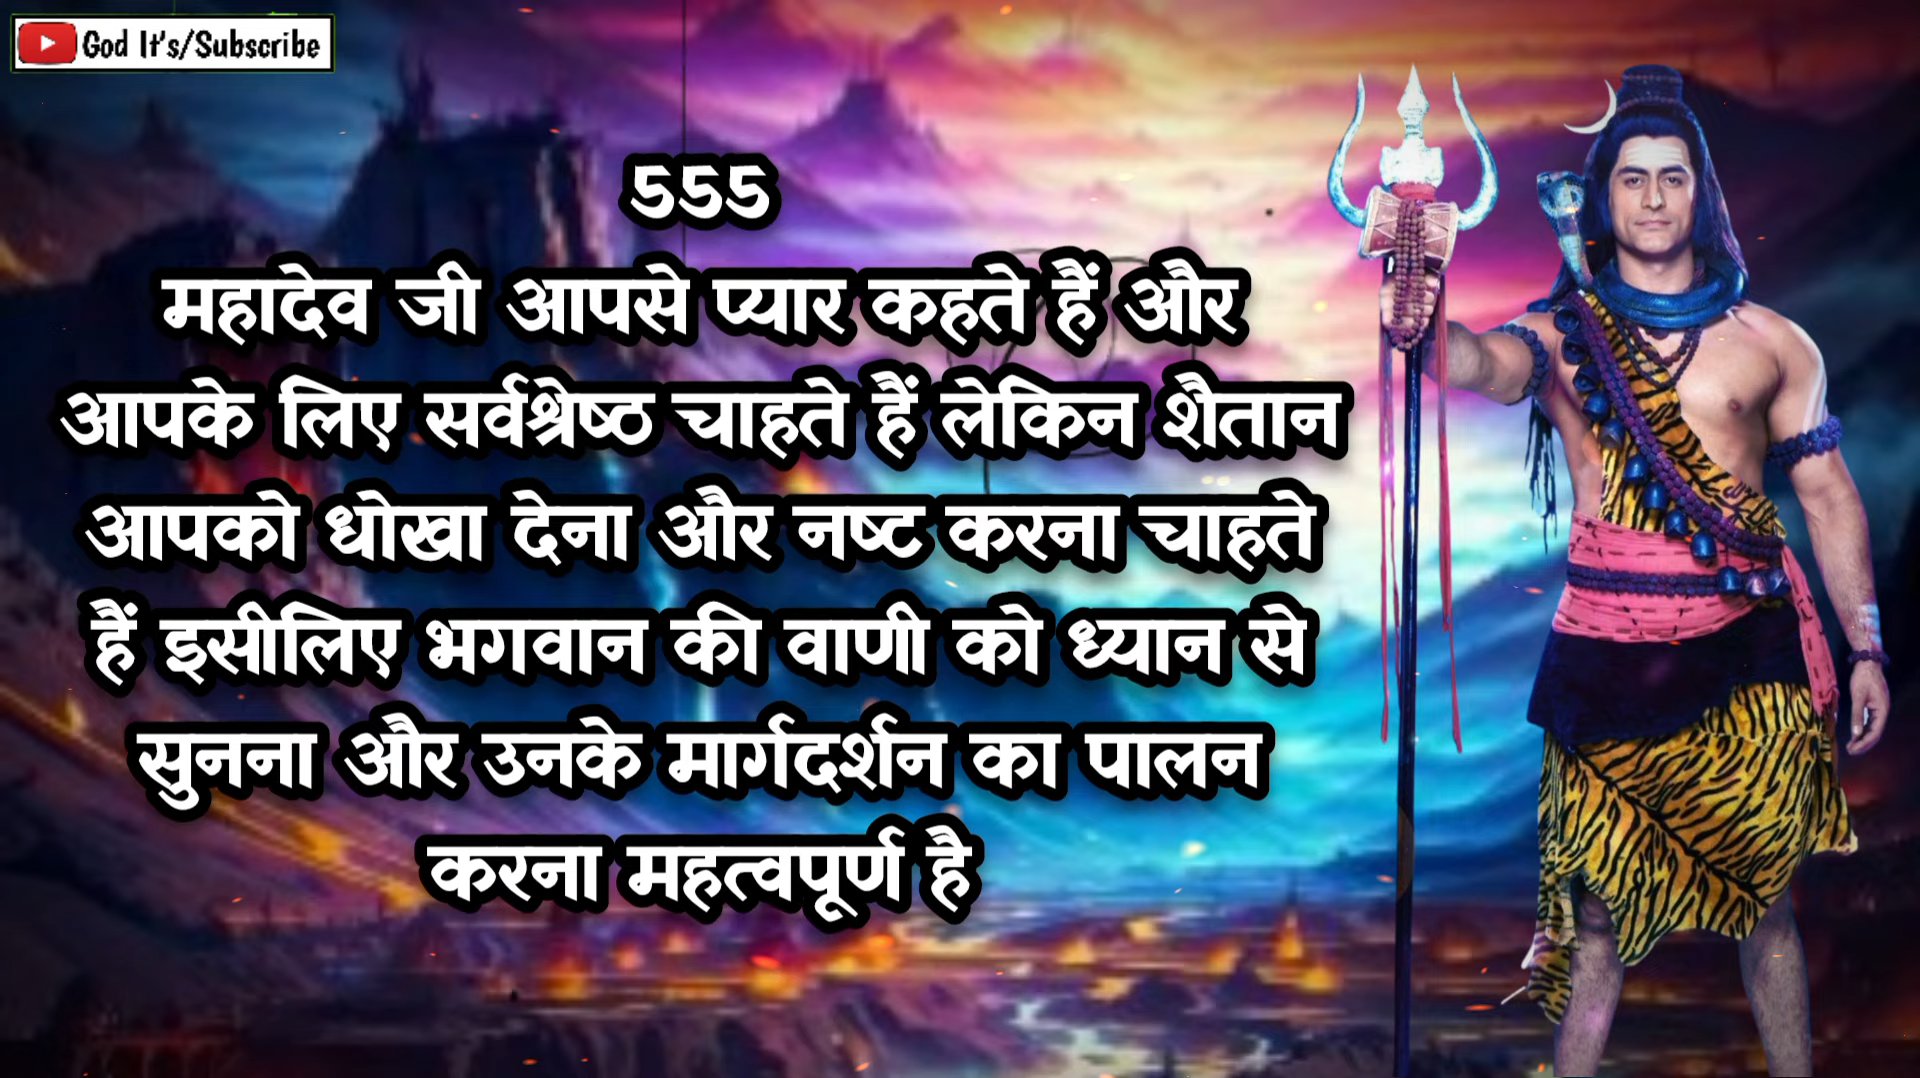 God It's/Subscribe
555
महादेव जी आपसे प्यार कहते हैं और
आपके लिए सर्वश्रेष्ठ चाहते हैं लेकिन शैतान
आपको धोखा देना और नष्ट करना चाहते
हैं इसीलिए भगवान की वाणी को ध्यान से
सुनना और उनके मार्गदर्शन का पालन
करना महत्वपूर्ण है